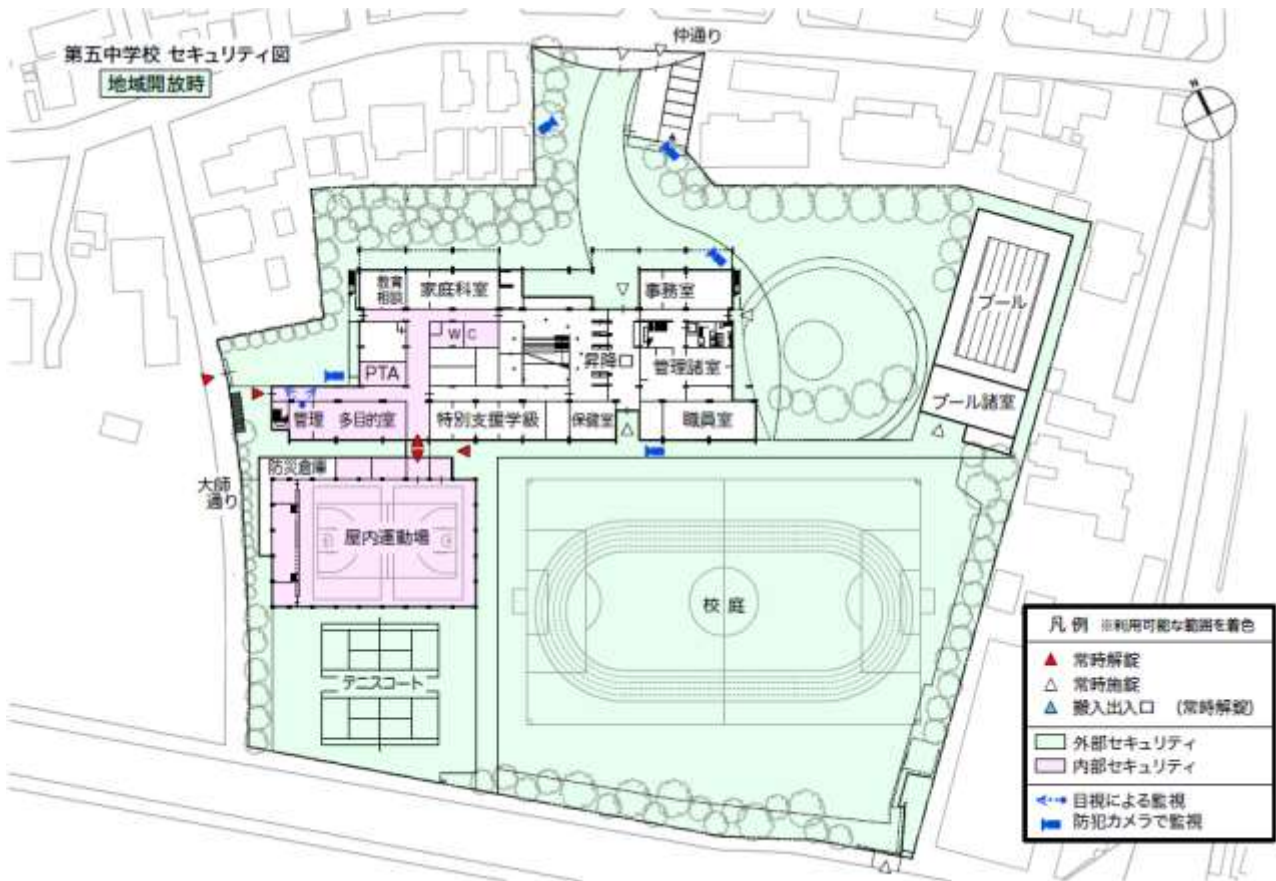 第五中学校 セキュリティ図
地域開放時
仲通り
N
教育
相談
家庭科室
事務室
プール
WC
昇降口
管理諸室
PTA
プール諸室
管理
多目的室
特別支援学級
保健室
職員室
防災倉庫
大師
通り
屋内運動場
校庭
テニスコート
凡例 ※利用可能な範囲を着色
常時解錠
常時施錠
搬入出入口 (常時解錠)
外部セキュリティ
内部セキュリティ
目視による監視
防犯カメラで監視